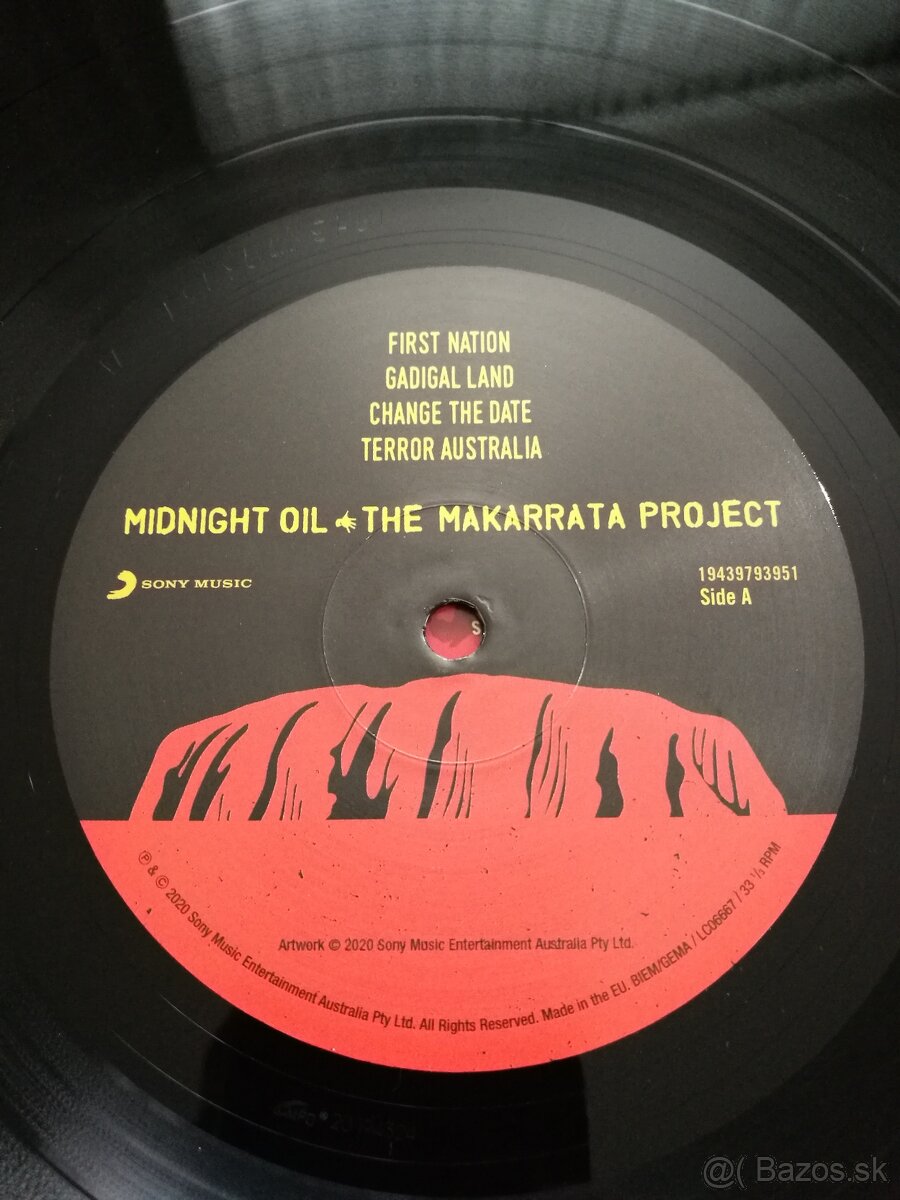 FIRST NATION
GADIGAL LAND
CHANGE THE DATE
TERROR AUSTRALIA
MIDNIGHT OIL THE MAKARRATA PROJECT
SONY MUSIC
19439793951
Side A
S
Artwork © 2020 Sony Music Entertainment Australia Pty Ltd.
℗ & © 2020 Sony Music Entertainment Australia Pty Ltd. All Rights Reserved. Made in the EU. BIEM/GEMA / LC06667 / 33 ⅓ RPM
@( Bazos.sk